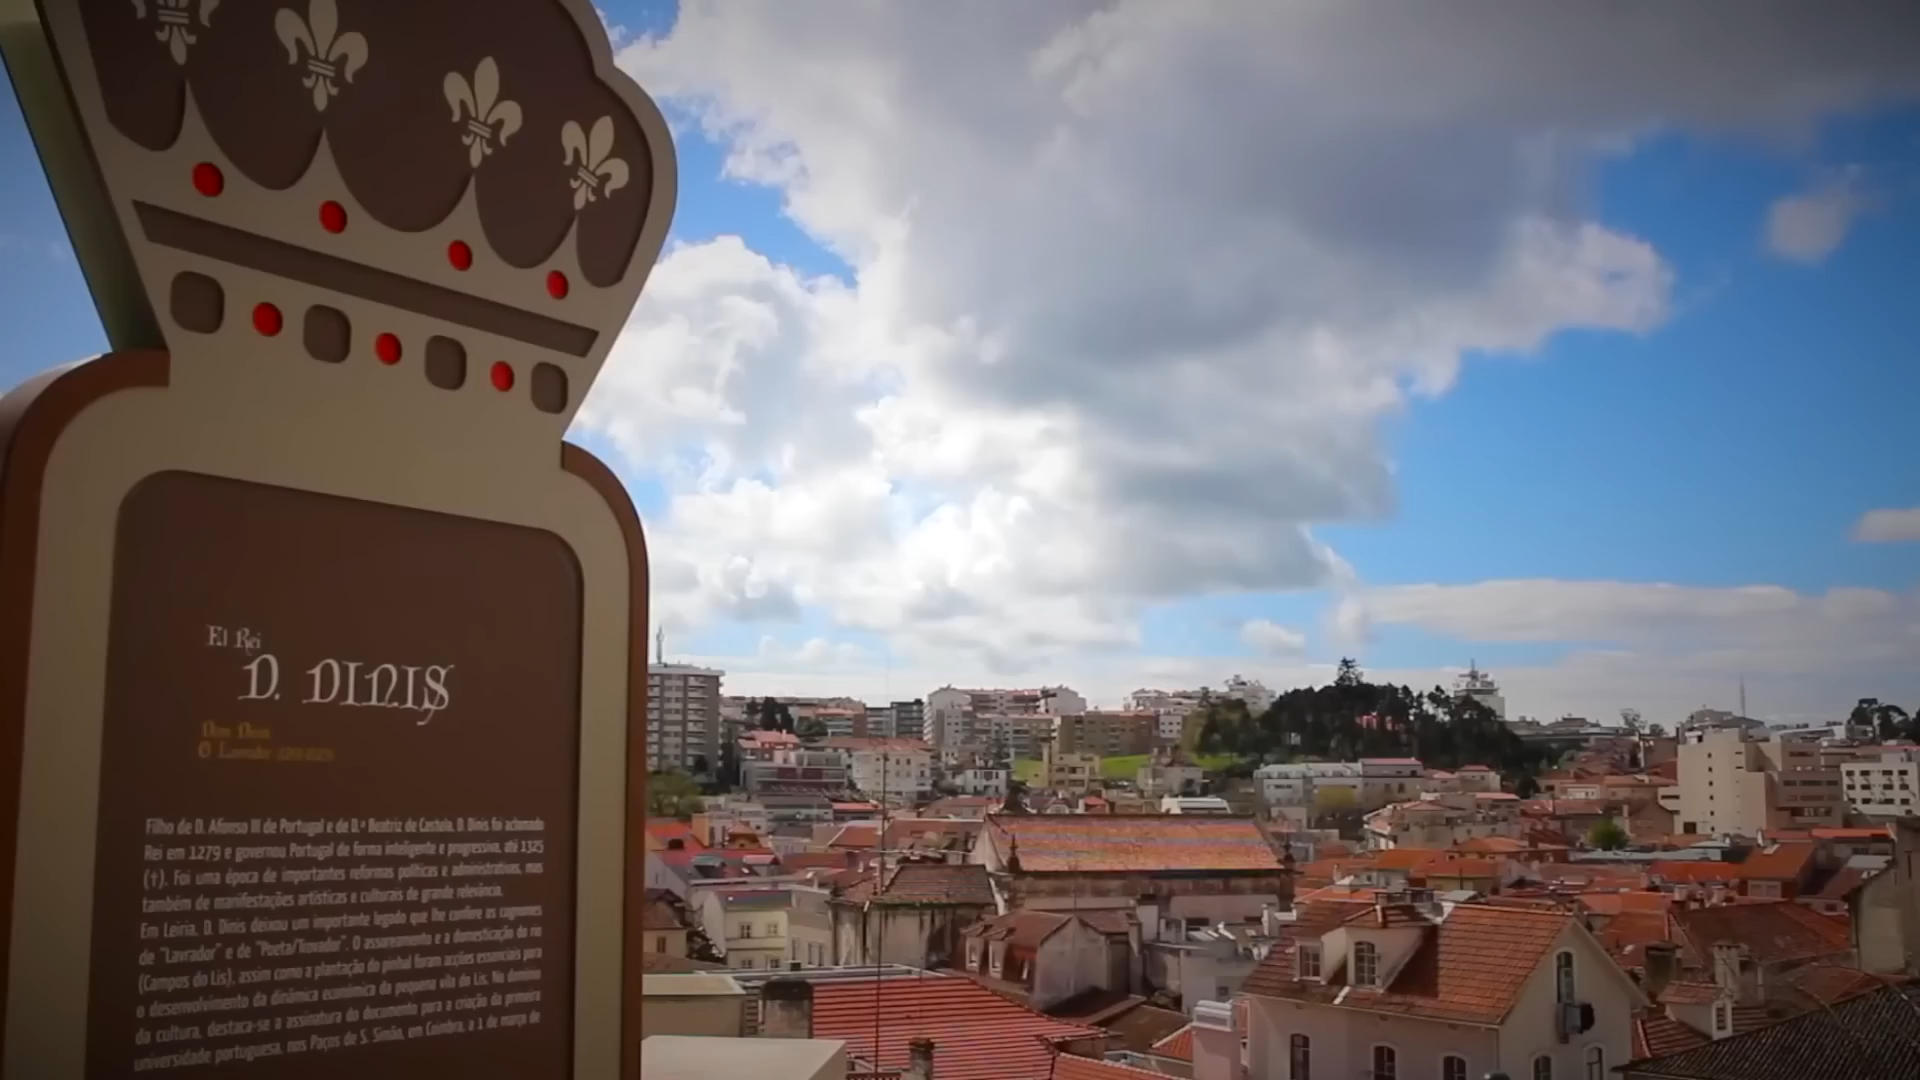 El Rei
D. DINIS
Dom Dinis
O Lavrador
Filho de D. Afonso III de Portugal e de D.ª Beatriz de Castela, D. Dinis foi aclamado
Rei em 1279 e governou Portugal de forma inteligente e progressiva, até 1325
(†). Foi uma época de importantes reformas políticas e administrativas, mas
também de manifestações artísticas e culturais de grande relevância.
Em Leiria, D. Dinis deixou um importante legado que lhe confere os cognomes
de "Lavrador" e de "Poeta/Trovador". O assoreamento e a domesticação do rio
(Campos do Lis), assim como a plantação do pinhal foram acções essenciais para
o desenvolvimento da dinâmica económica da pequena vila do Lis. No domínio
da cultura, destaca-se a assinatura do documento para a criação da primeira
universidade portuguesa, nos Paços de S. Simão, em Coimbra, a 1 de março de